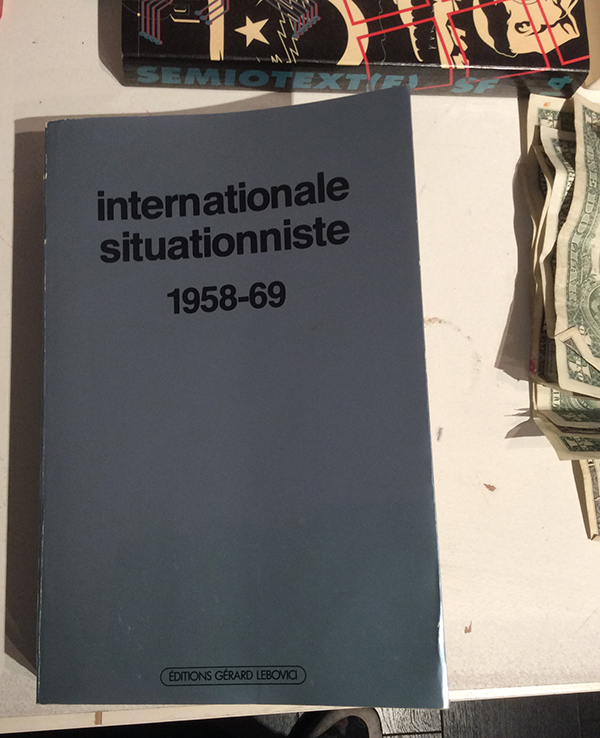 SEMIOTEXT(E) SF
internationale
situationniste
1958-69
ÉDITIONS GÉRARD LEBOVICI